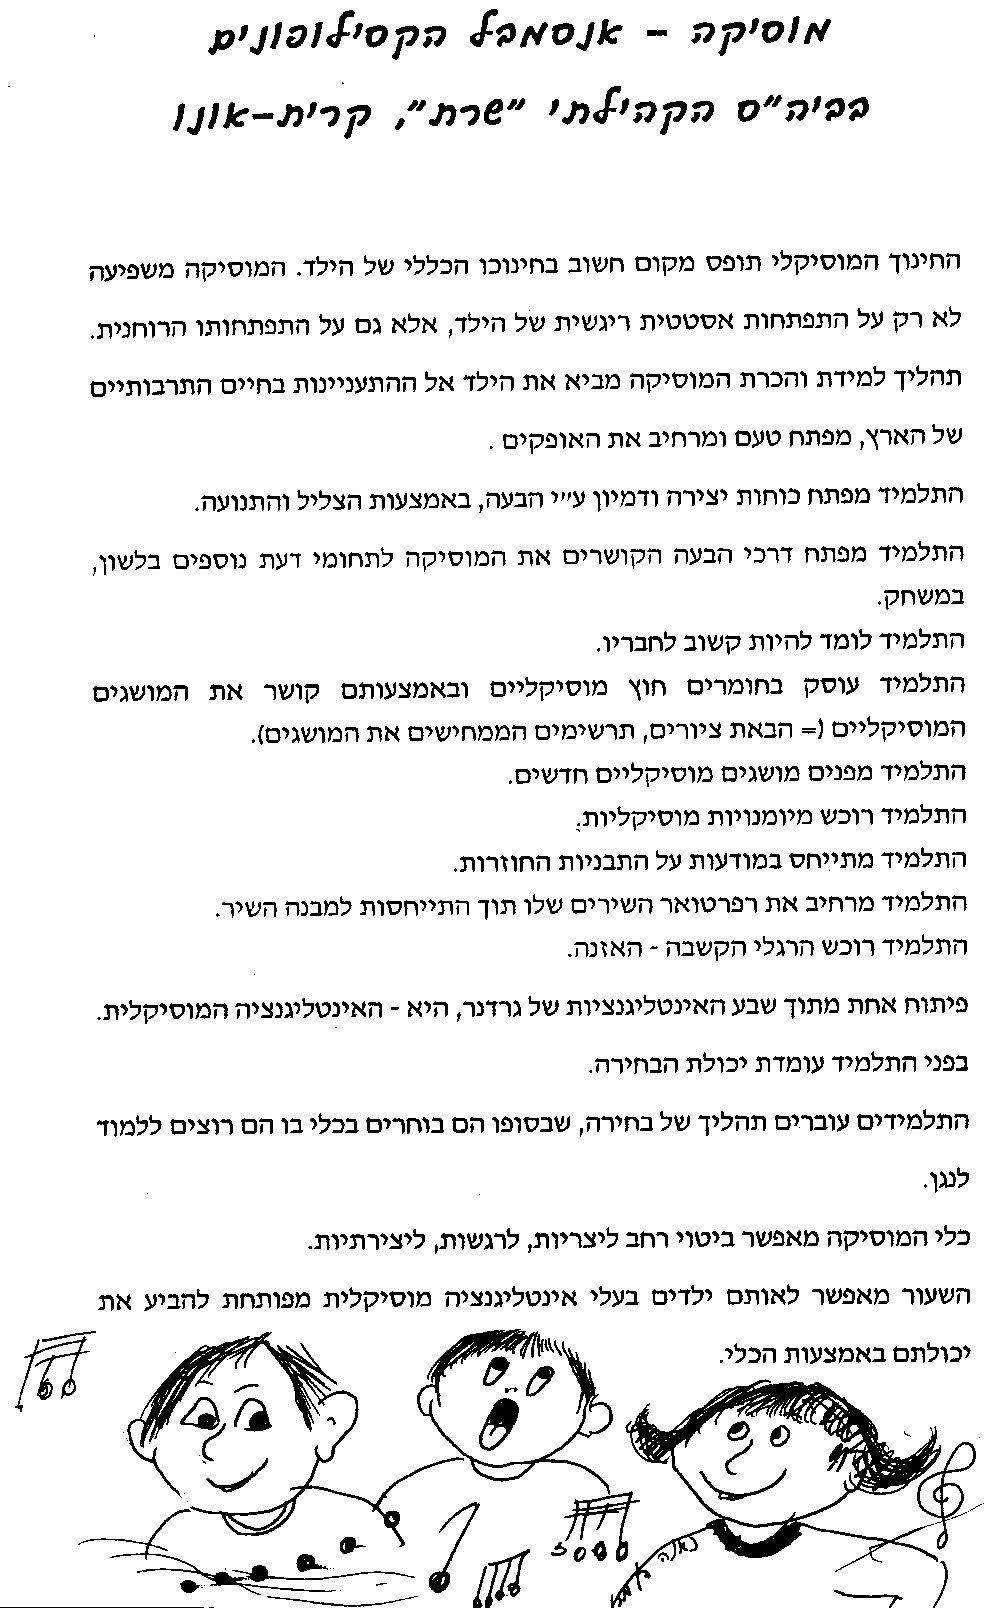 מוסיקה - אנסמבל הקסילופונים
בביה"ס הקהילתי "שרת", קרית-אונו
החינוך המוסיקלי תופס מקום חשוב בחינוכו הכללי של הילד. המוסיקה משפיעה
לא רק על התפתחות אסטטית ריגשית של הילד, אלא גם על התפתחותו הרוחנית.
תהליך למידת והכרת המוסיקה מביא את הילד אל ההתעניינות בחיים התרבותיים
של הארץ, מפתח טעם ומרחיב את האופקים .
התלמיד מפתח כוחות יצירה ודמיון ע"י הבעה, באמצעות הצליל והתנועה.
התלמיד מפתח דרכי הבעה הקושרים את המוסיקה לתחומי דעת נוספים בלשון,
במשחק.
התלמיד לומד להיות קשוב לחבריו.
התלמיד עוסק בחומרים חוץ מוסיקליים ובאמצעותם קושר את המושגים
המוסיקליים (= הבאת ציורים, תרשימים הממחישים את המושגים).
התלמיד מפנים מושגים מוסיקליים חדשים.
התלמיד רוכש מיומנויות מוסיקליות.
התלמיד מתייחס במודעות על התבניות החוזרות.
התלמיד מרחיב את רפרטואר השירים שלו תוך התייחסות למבנה השיר.
התלמיד רוכש הרגלי הקשבה - האזנה.
פיתוח אחת מתוך שבע האינטליגנציות של גרדנר, היא - האינטליגנציה המוסיקלית.
בפני התלמיד עומדת יכולת הבחירה.
התלמידים עוברים תהליך של בחירה, שבסופו הם בוחרים בכלי בו הם רוצים ללמוד
לנגן.
כלי המוסיקה מאפשר ביטוי רחב ליצריות, לרגשות, ליצירתיות.
השעור מאפשר לאותם ילדים בעלי אינטליגנציה מוסיקלית מפותחת להביע את
יכולתם באמצעות הכלי.